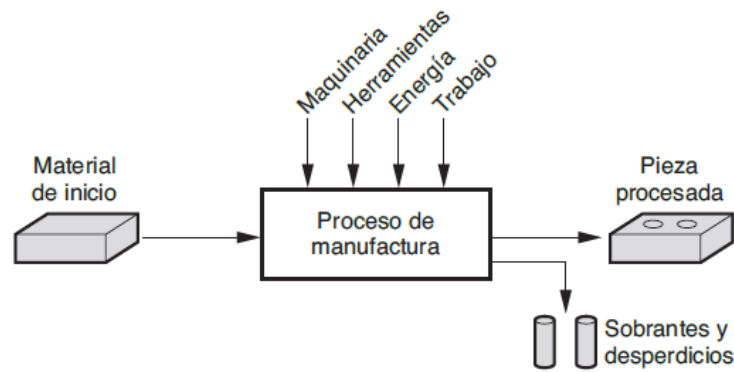 Maquinaria
Herramientas
Energía
Trabajo
Material
de inicio
Proceso de
manufactura
Pieza
procesada
Sobrantes y
desperdicios